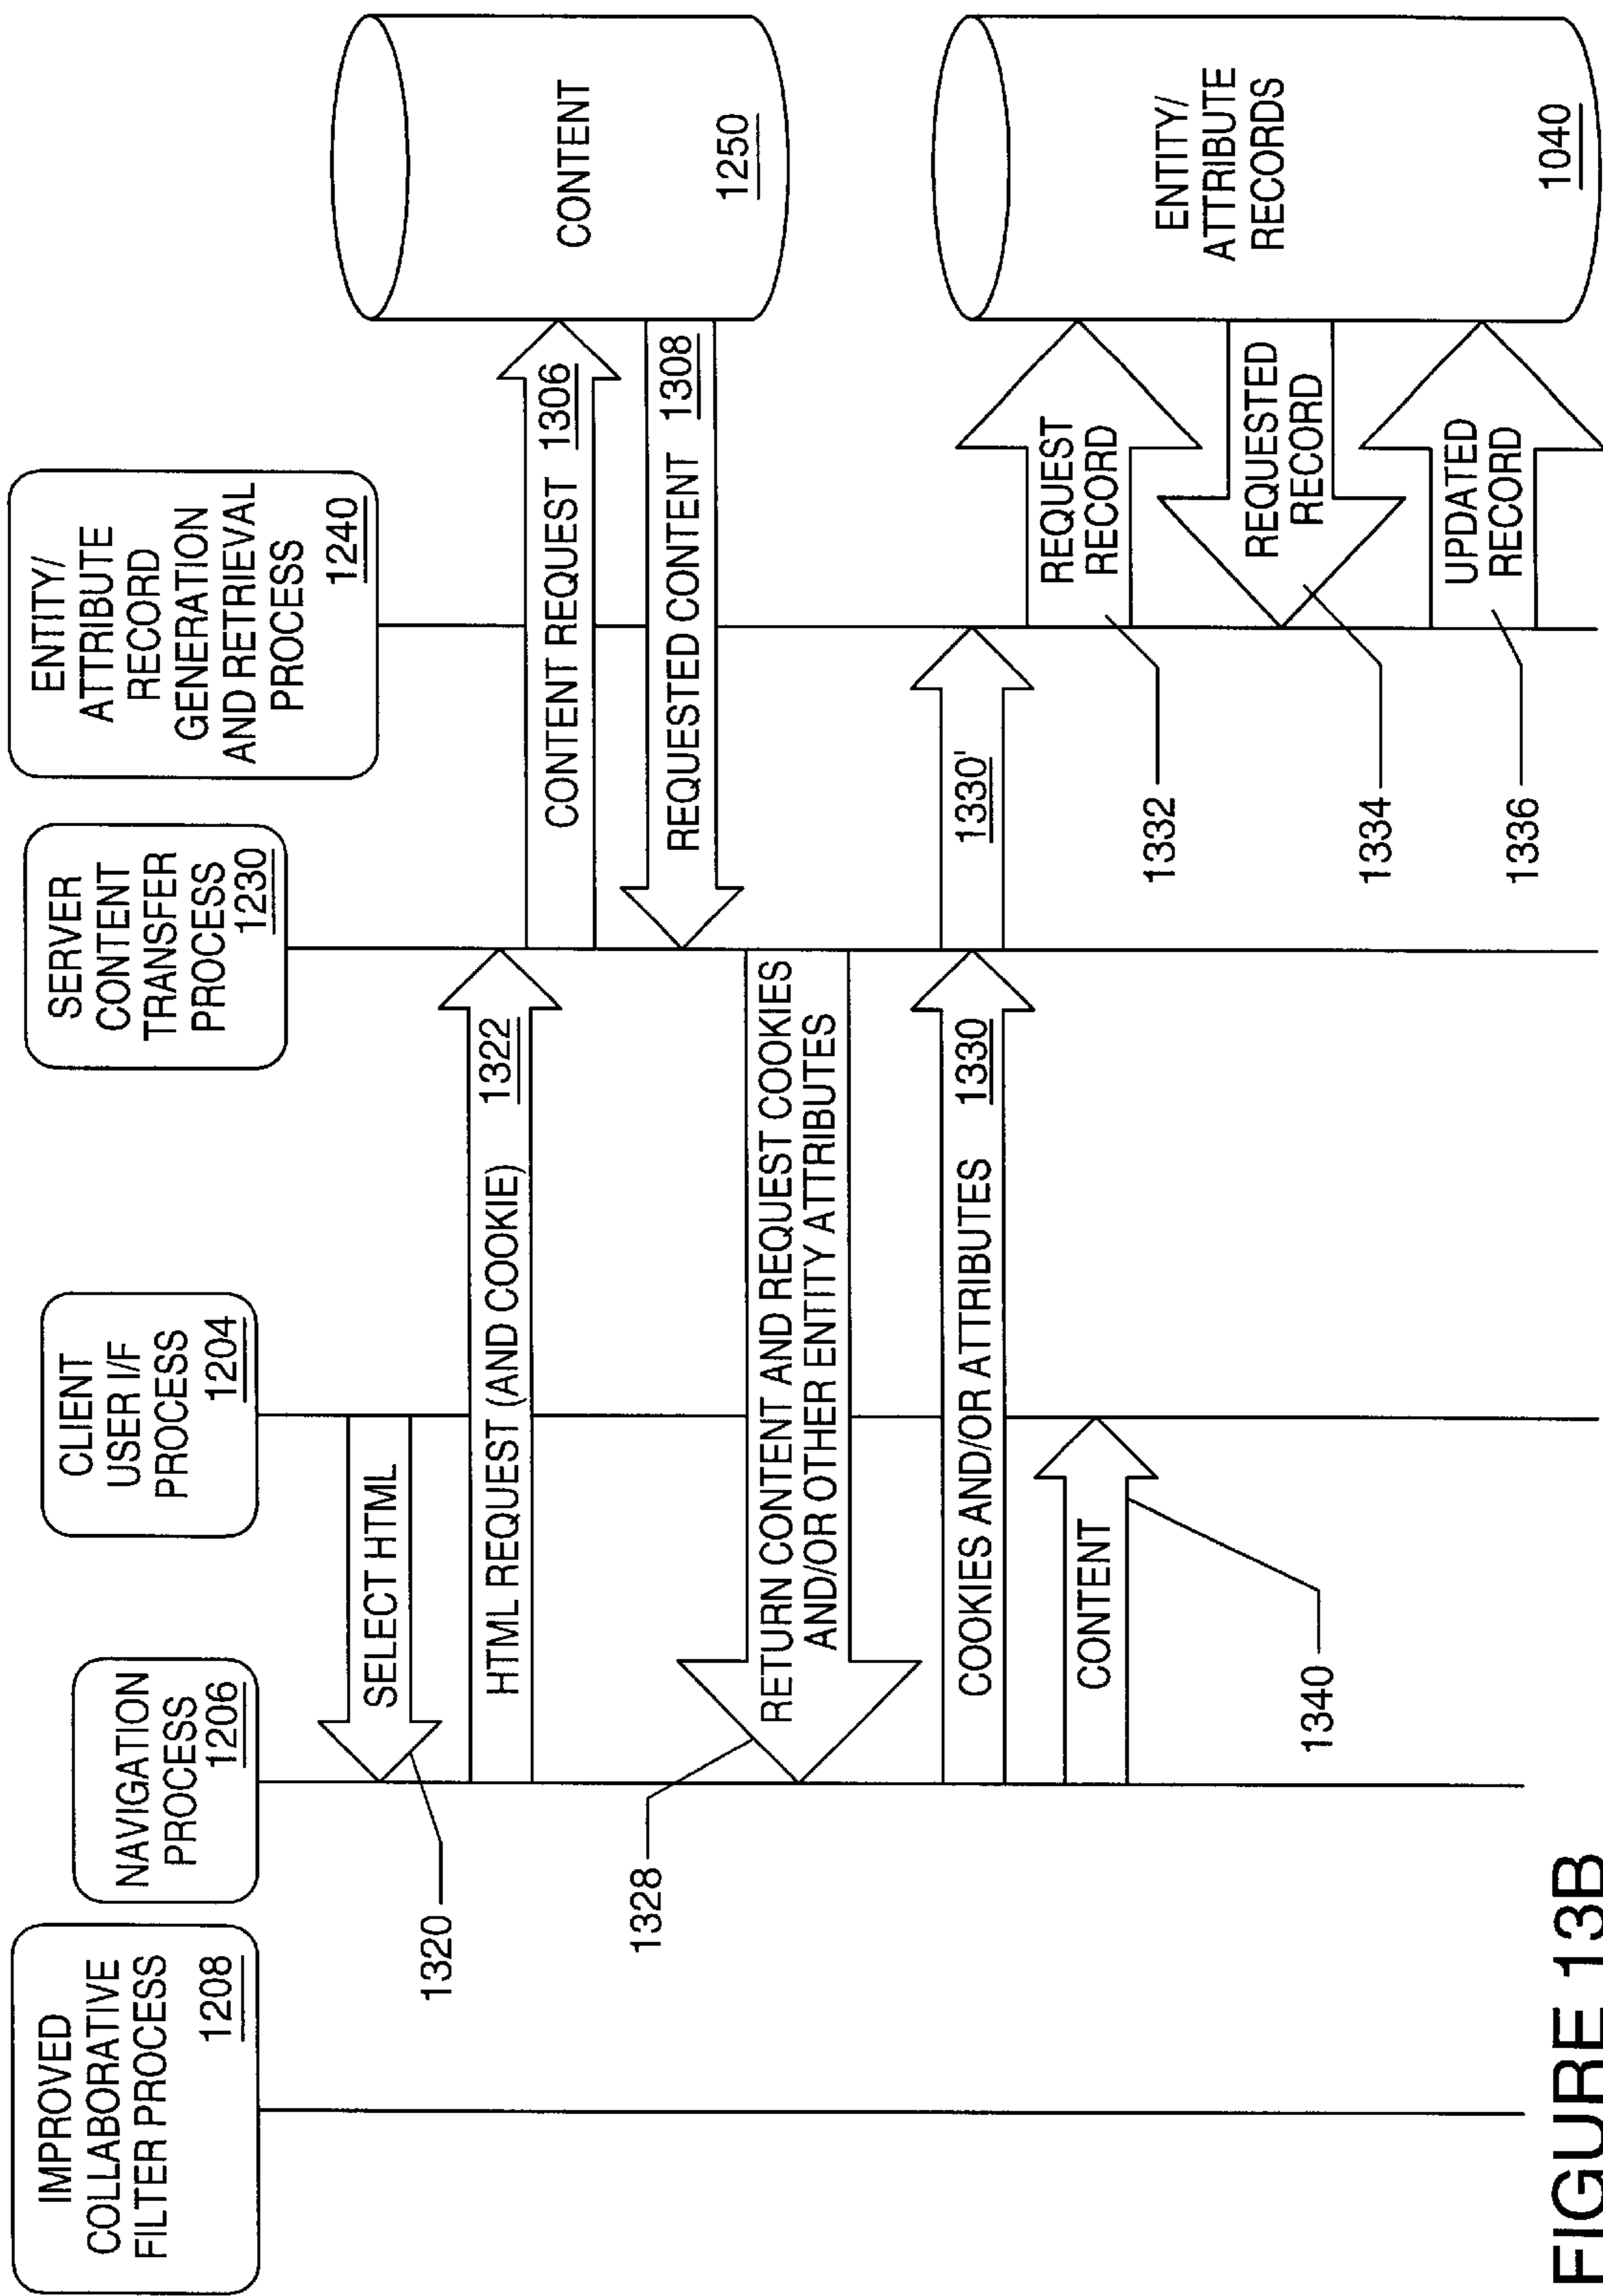 IMPROVED
COLLABORATIVE
FILTER PROCESS
1208
NAVIGATION
PROCESS
1206
CLIENT
USER I/F
PROCESS
1204
SERVER
CONTENT
TRANSFER
PROCESS
1230
ENTITY/
ATTRIBUTE
RECORD
GENERATION
AND RETRIEVAL
PROCESS
1240
SELECT HTML
1320
HTML REQUEST (AND COOKIE) 1322
CONTENT REQUEST 1306
REQUESTED CONTENT 1308
CONTENT
1250
RETURN CONTENT AND REQUEST COOKIES
AND/OR OTHER ENTITY ATTRIBUTES
1328
COOKIES AND/OR ATTRIBUTES 1330
1330'
CONTENT
1340
REQUEST
RECORD
1332
REQUESTED
RECORD
1334
UPDATED
RECORD
1336
ENTITY/
ATTRIBUTE
RECORDS
1040
FIGURE 13B